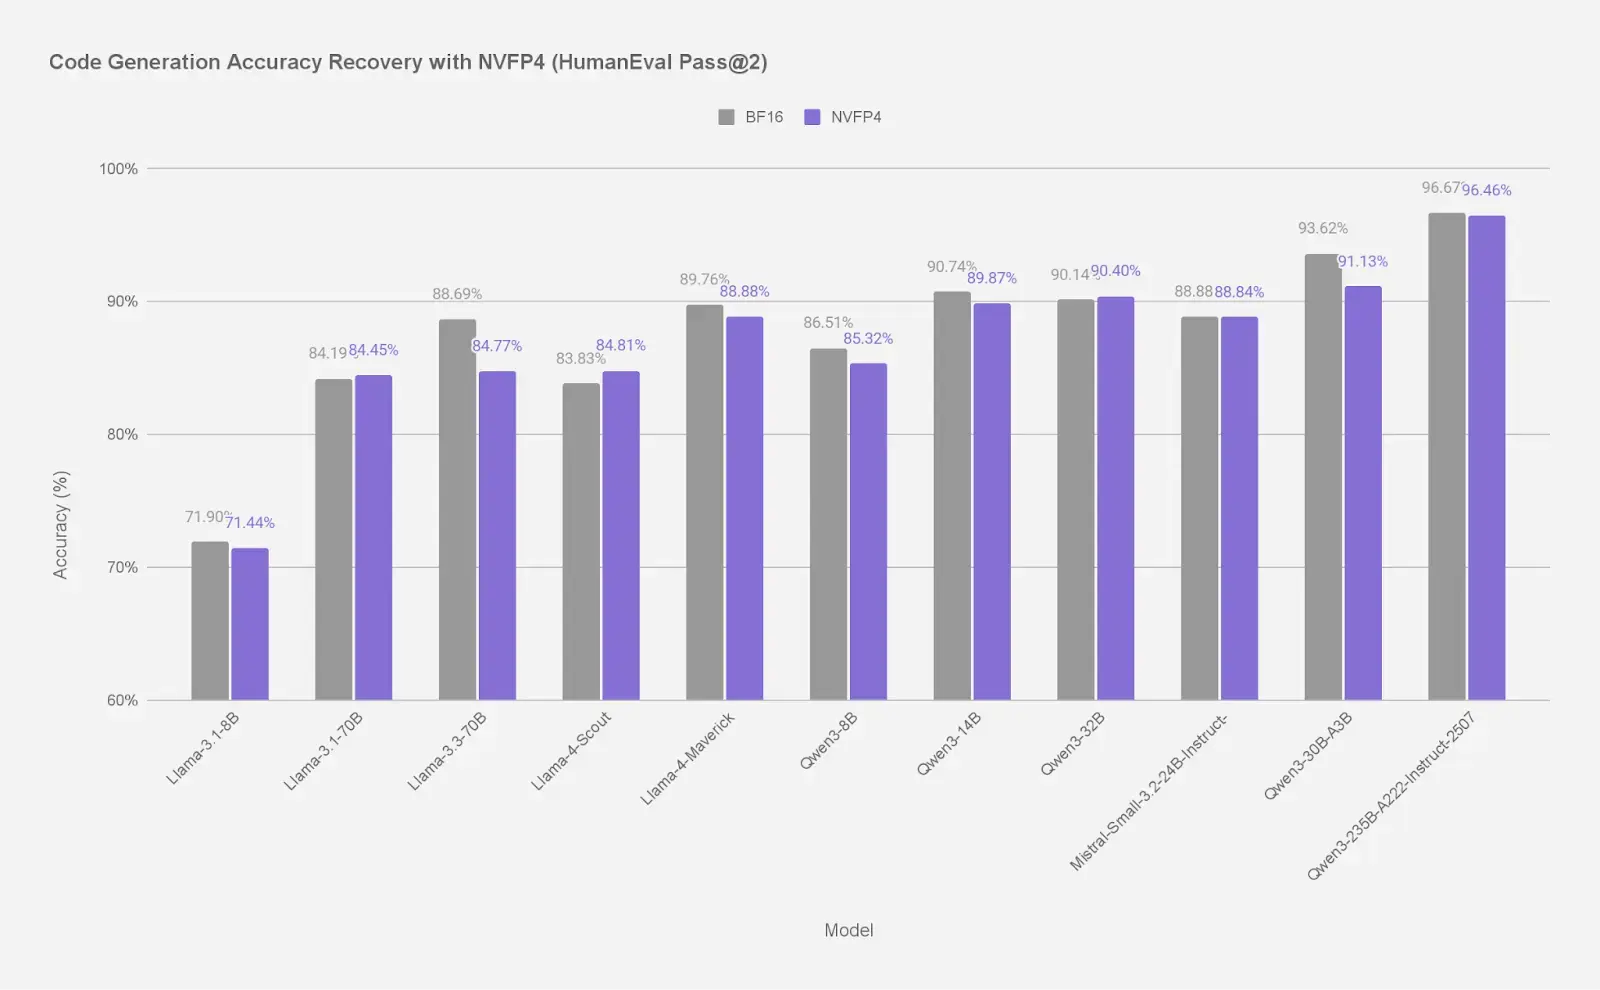 Code Generation Accuracy Recovery with NVFP4 (HumanEval Pass@2)
BF16 NVFP4
100%
90%
80%
70%
60%
Accuracy (%)
71.90% 71.44%
84.19 84.45%
88.69% 84.77%
83.83% 84.81%
89.76% 88.88%
86.51% 85.32%
90.74% 89.87%
90.14 90.40%
88.88 88.84%
93.62% 91.13%
96.67 96.46%
Llama-3.1-8B
Llama-3.1-70B
Llama-3.3-70B
Llama-4-Scout
Llama-4-Maverick
Qwen3-8B
Qwen3-14B
Qwen3-32B
Mistral-Small-3.2-24B-Instruct-
Qwen3-30B-A3B
Qwen3-235B-A222-Instruct-2507
Model